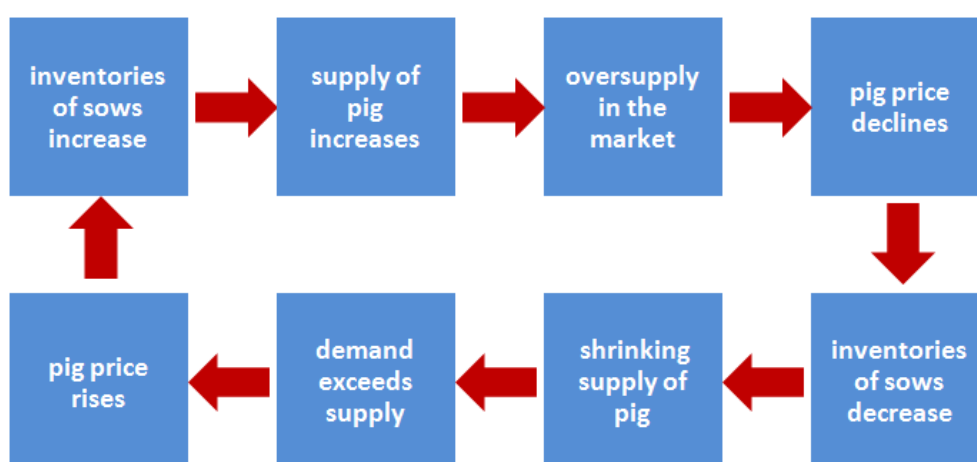 inventories
of sows
increase
supply of
pig
increases
oversupply
in the
market
pig price
declines
pig price
rises
demand
exceeds
supply
shrinking
supply of
pig
inventories
of sows
decrease